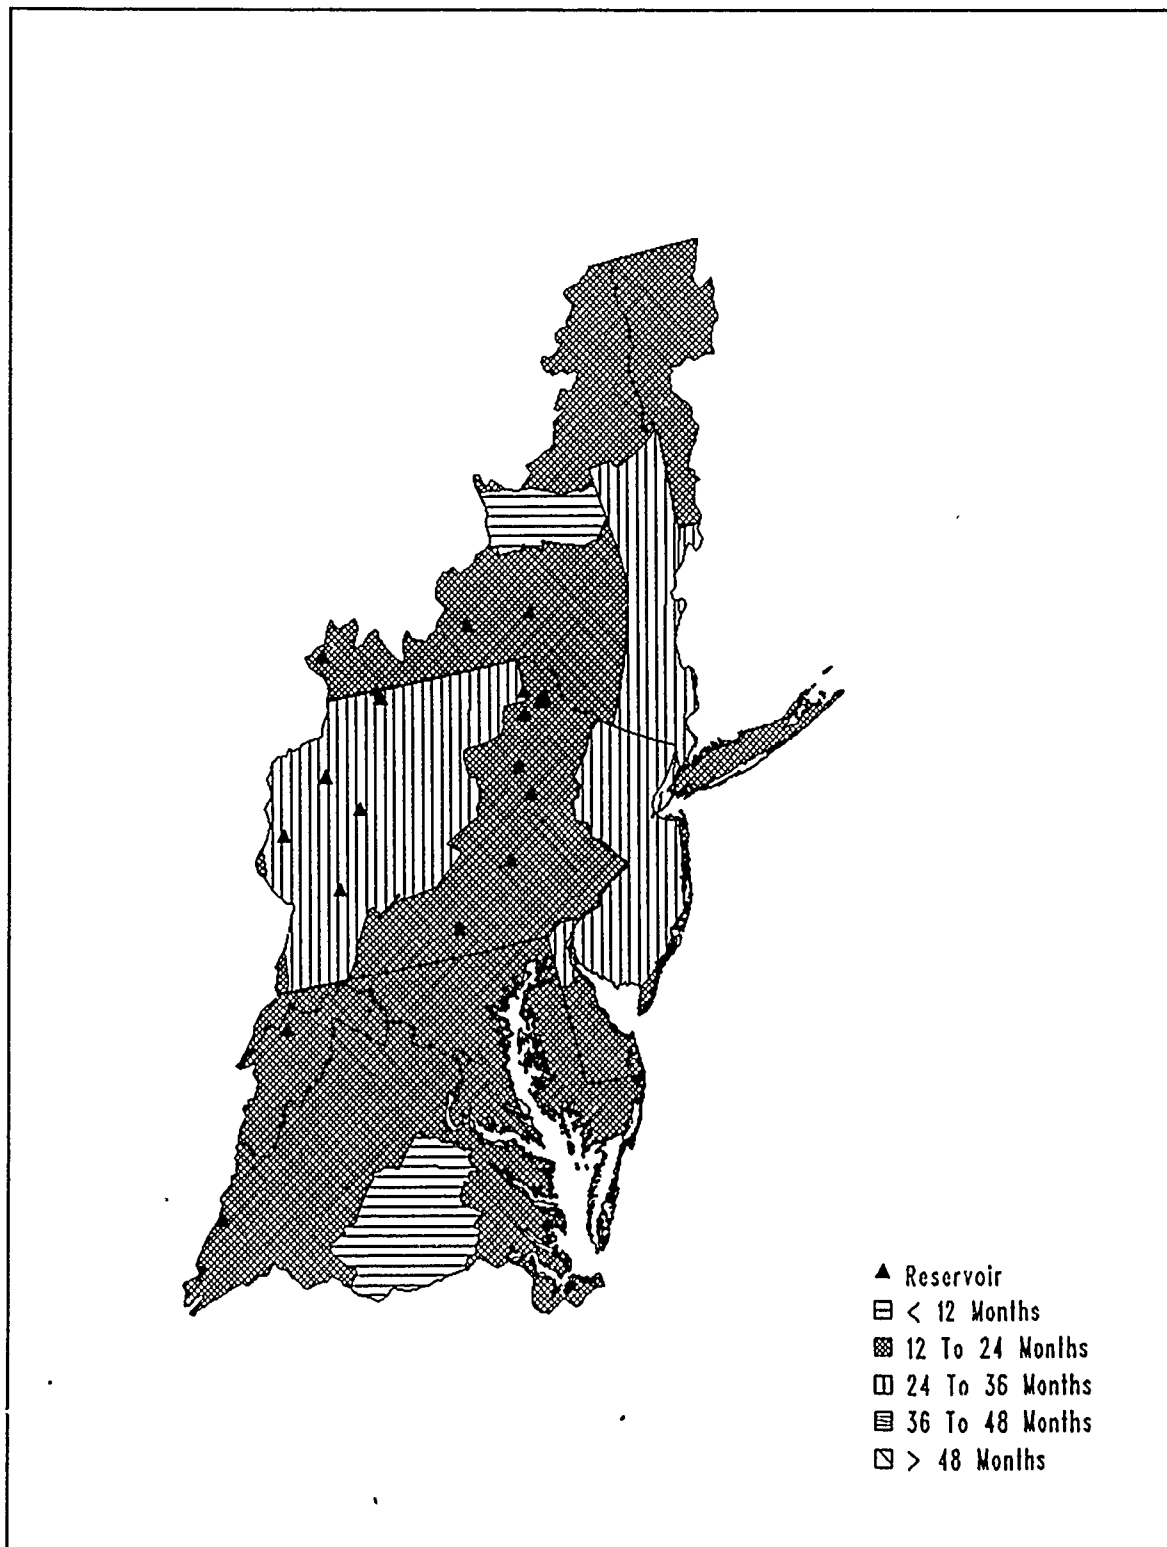 Reservoir
< 12 Months
12 To 24 Months
24 To 36 Months
36 To 48 Months
> 48 Months